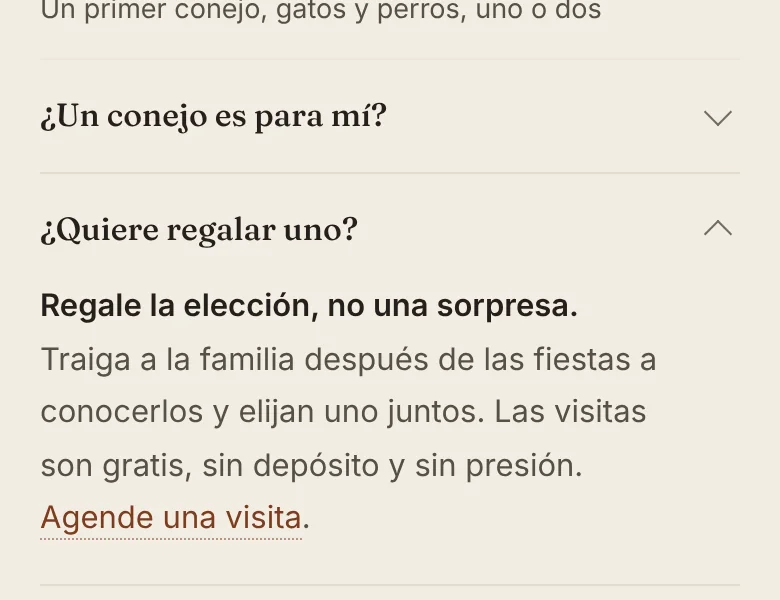 Un primer conejo, gatos y perros, uno o dos
¿Un conejo es para mí?
¿Quiere regalar uno?
Regale la elección, no una sorpresa.
Traiga a la familia después de las fiestas a
conocerlos y elijan uno juntos. Las visitas
son gratis, sin depósito y sin presión.
Agende una visita.